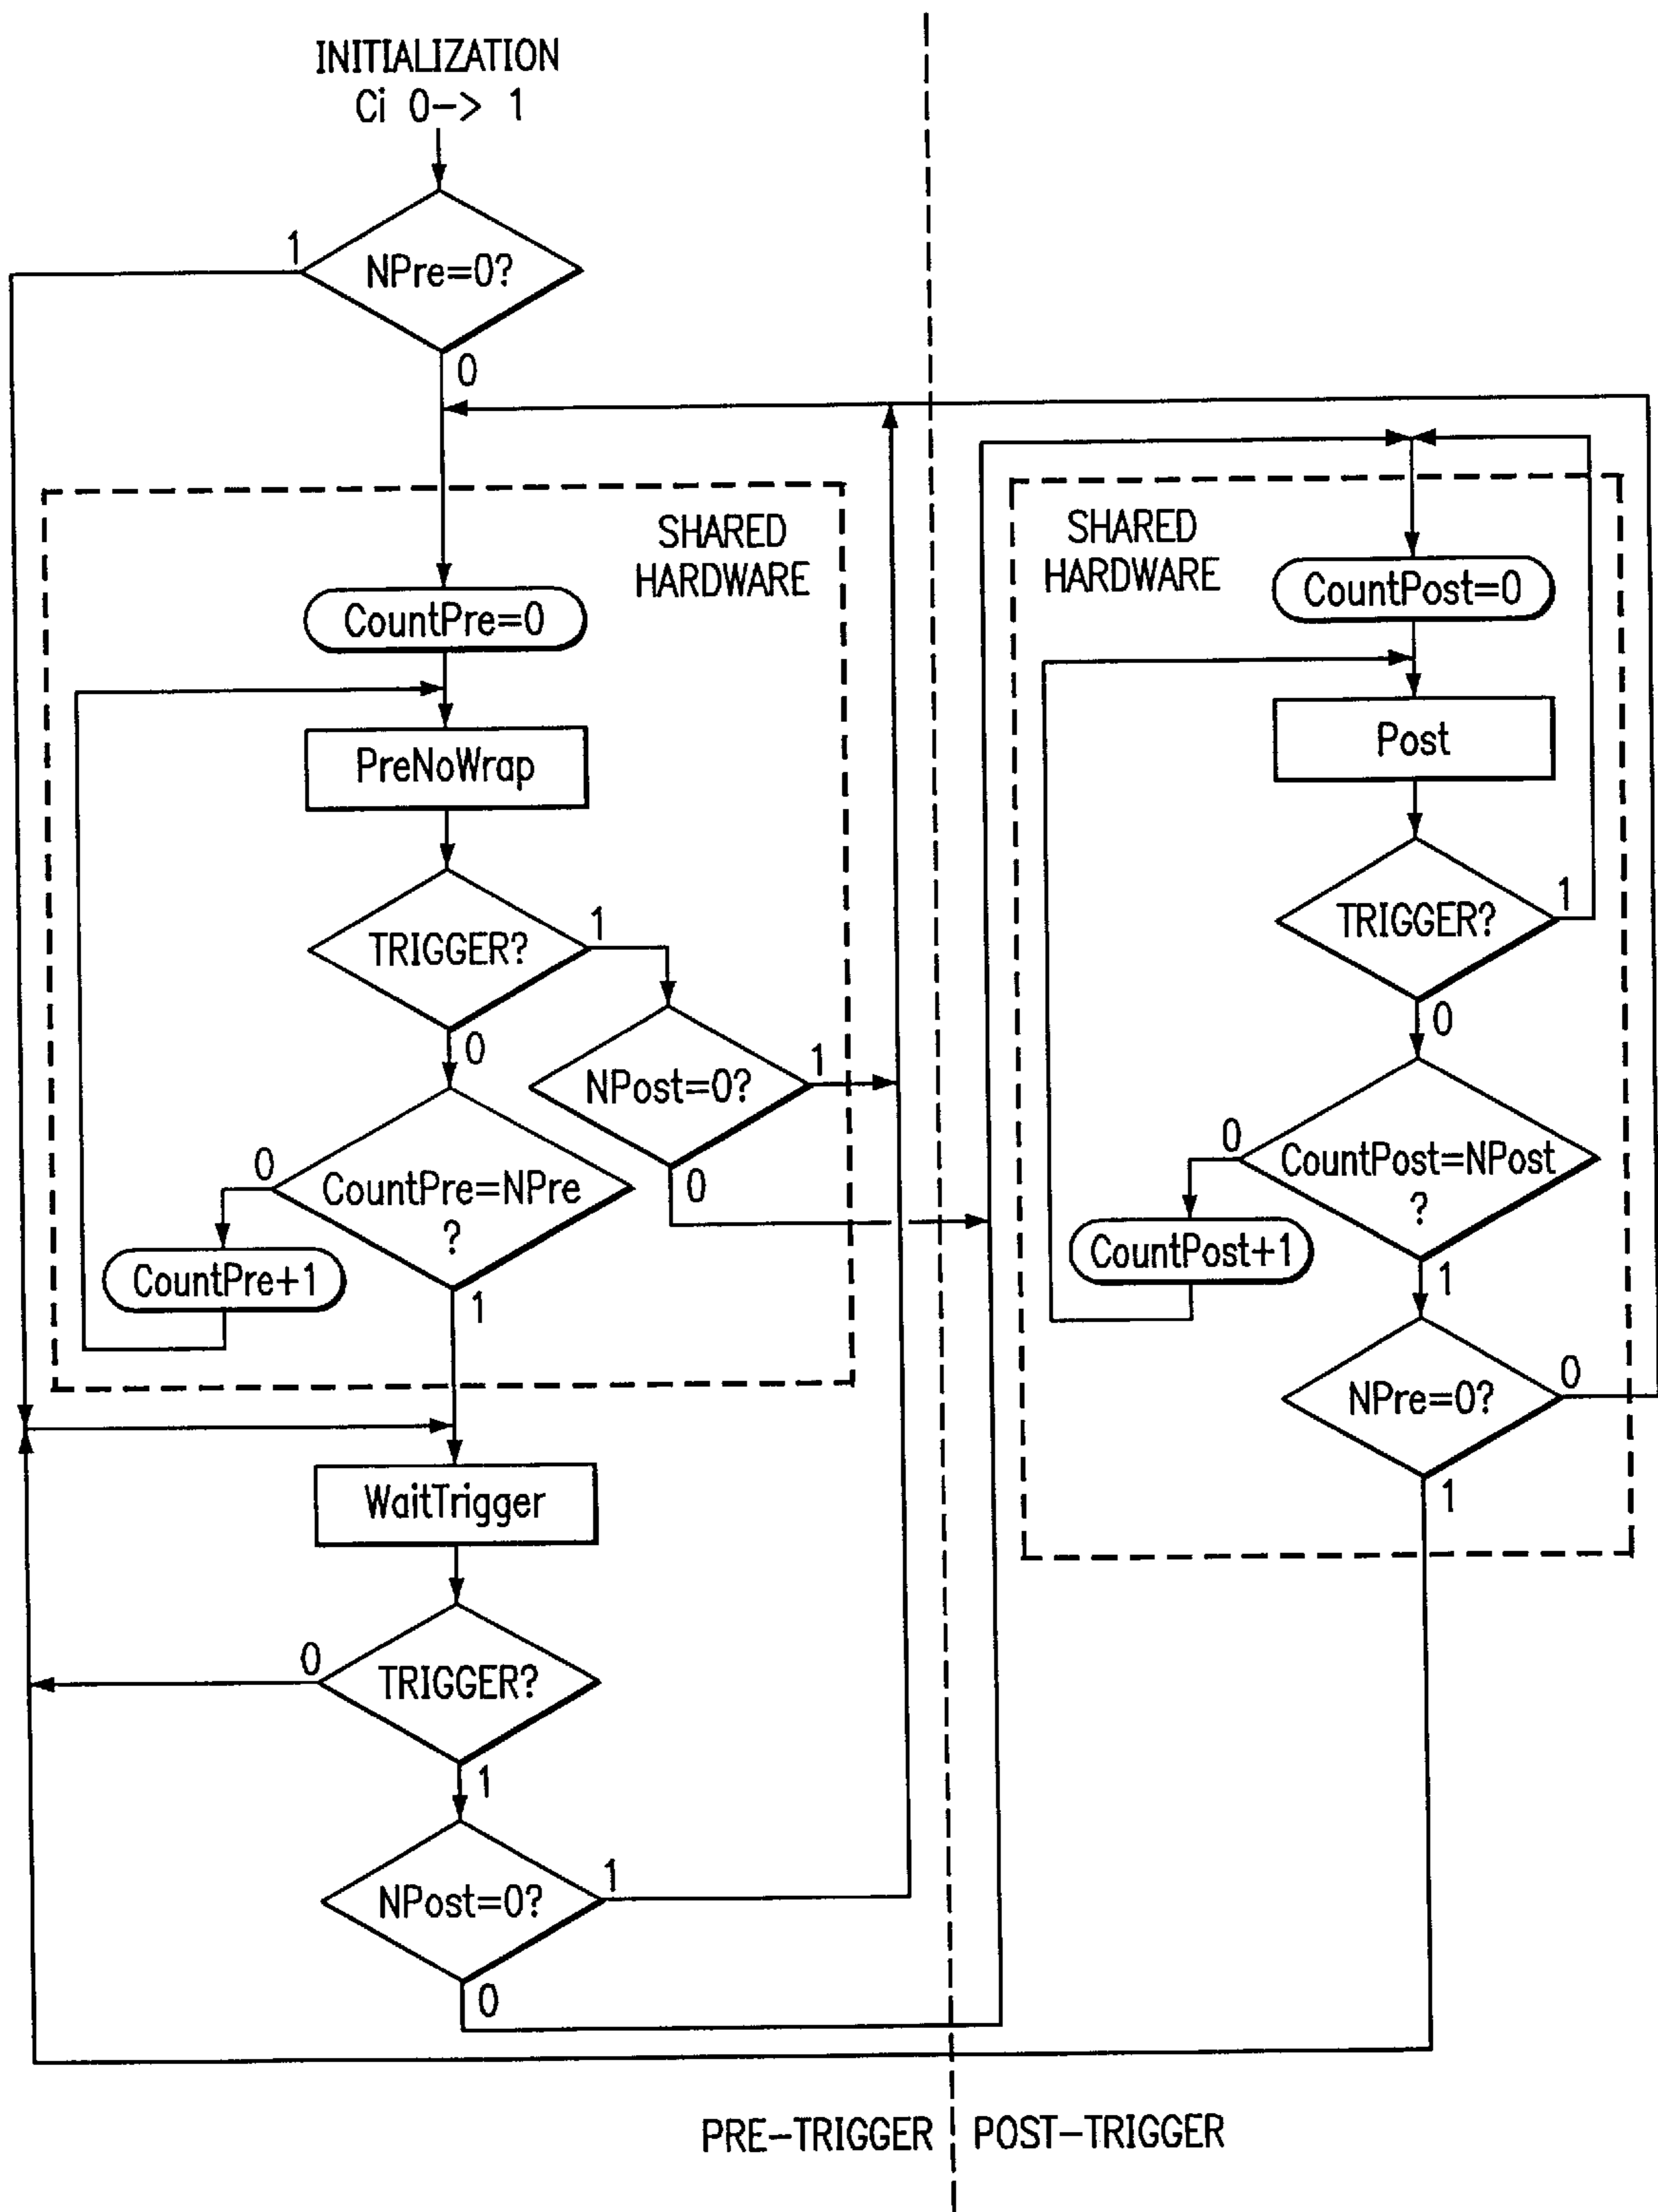 INITIALIZATION
Ci 0-> 1
NPre=0?
1
0
SHARED
HARDWARE
CountPre=0
PreNoWrap
TRIGGER?
1
0
NPost=0?
1
0
CountPre=NPre
?
0
1
CountPre+1
WaitTrigger
TRIGGER?
0
1
NPost=0?
1
0
SHARED
HARDWARE
CountPost=0
Post
TRIGGER?
1
0
CountPost=NPost
?
0
1
CountPost+1
NPre=0?
0
1
PRE-TRIGGER
POST-TRIGGER